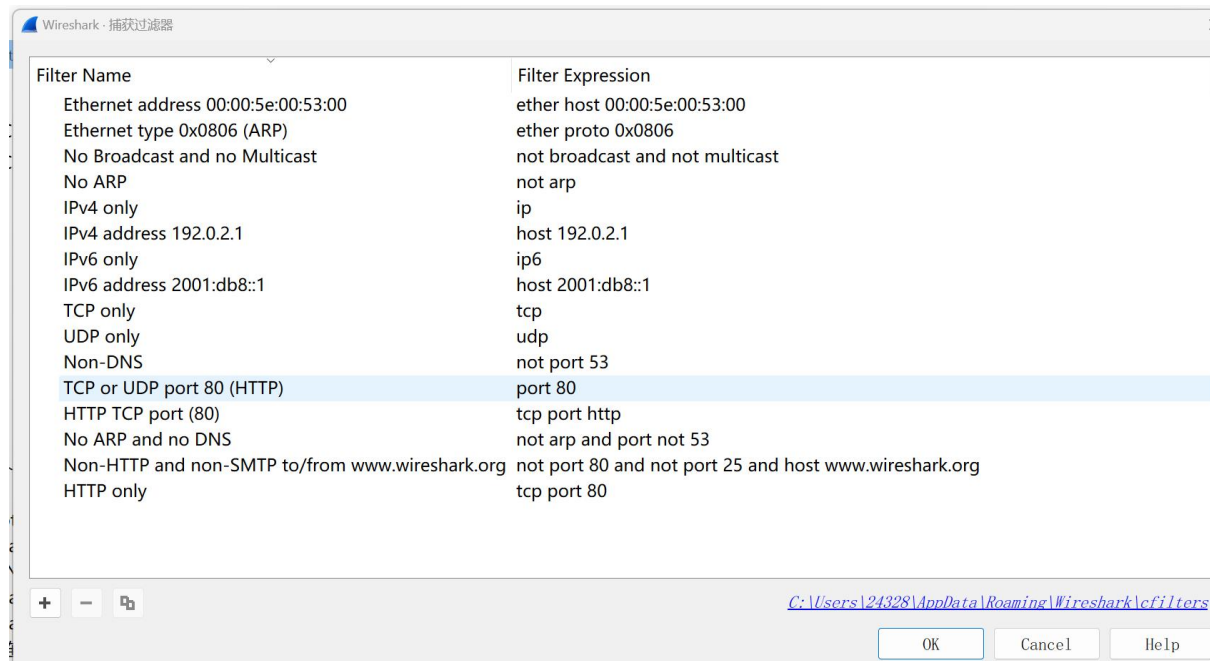 Wireshark · 捕获过滤器
Filter Name Filter Expression
Ethernet address 00:00:5e:00:53:00 ether host 00:00:5e:00:53:00
Ethernet type 0x0806 (ARP) ether proto 0x0806
No Broadcast and no Multicast not broadcast and not multicast
No ARP not arp
IPv4 only ip
IPv4 address 192.0.2.1 host 192.0.2.1
IPv6 only ip6
IPv6 address 2001:db8::1 host 2001:db8::1
TCP only tcp
UDP only udp
Non-DNS not port 53
TCP or UDP port 80 (HTTP) port 80
HTTP TCP port (80) tcp port http
No ARP and no DNS not arp and port not 53
Non-HTTP and non-SMTP to/from www.wireshark.org not port 80 and not port 25 and host www.wireshark.org
HTTP only tcp port 80
C:\Users\24328\AppData\Roaming\Wireshark\cfilters
OK Cancel Help